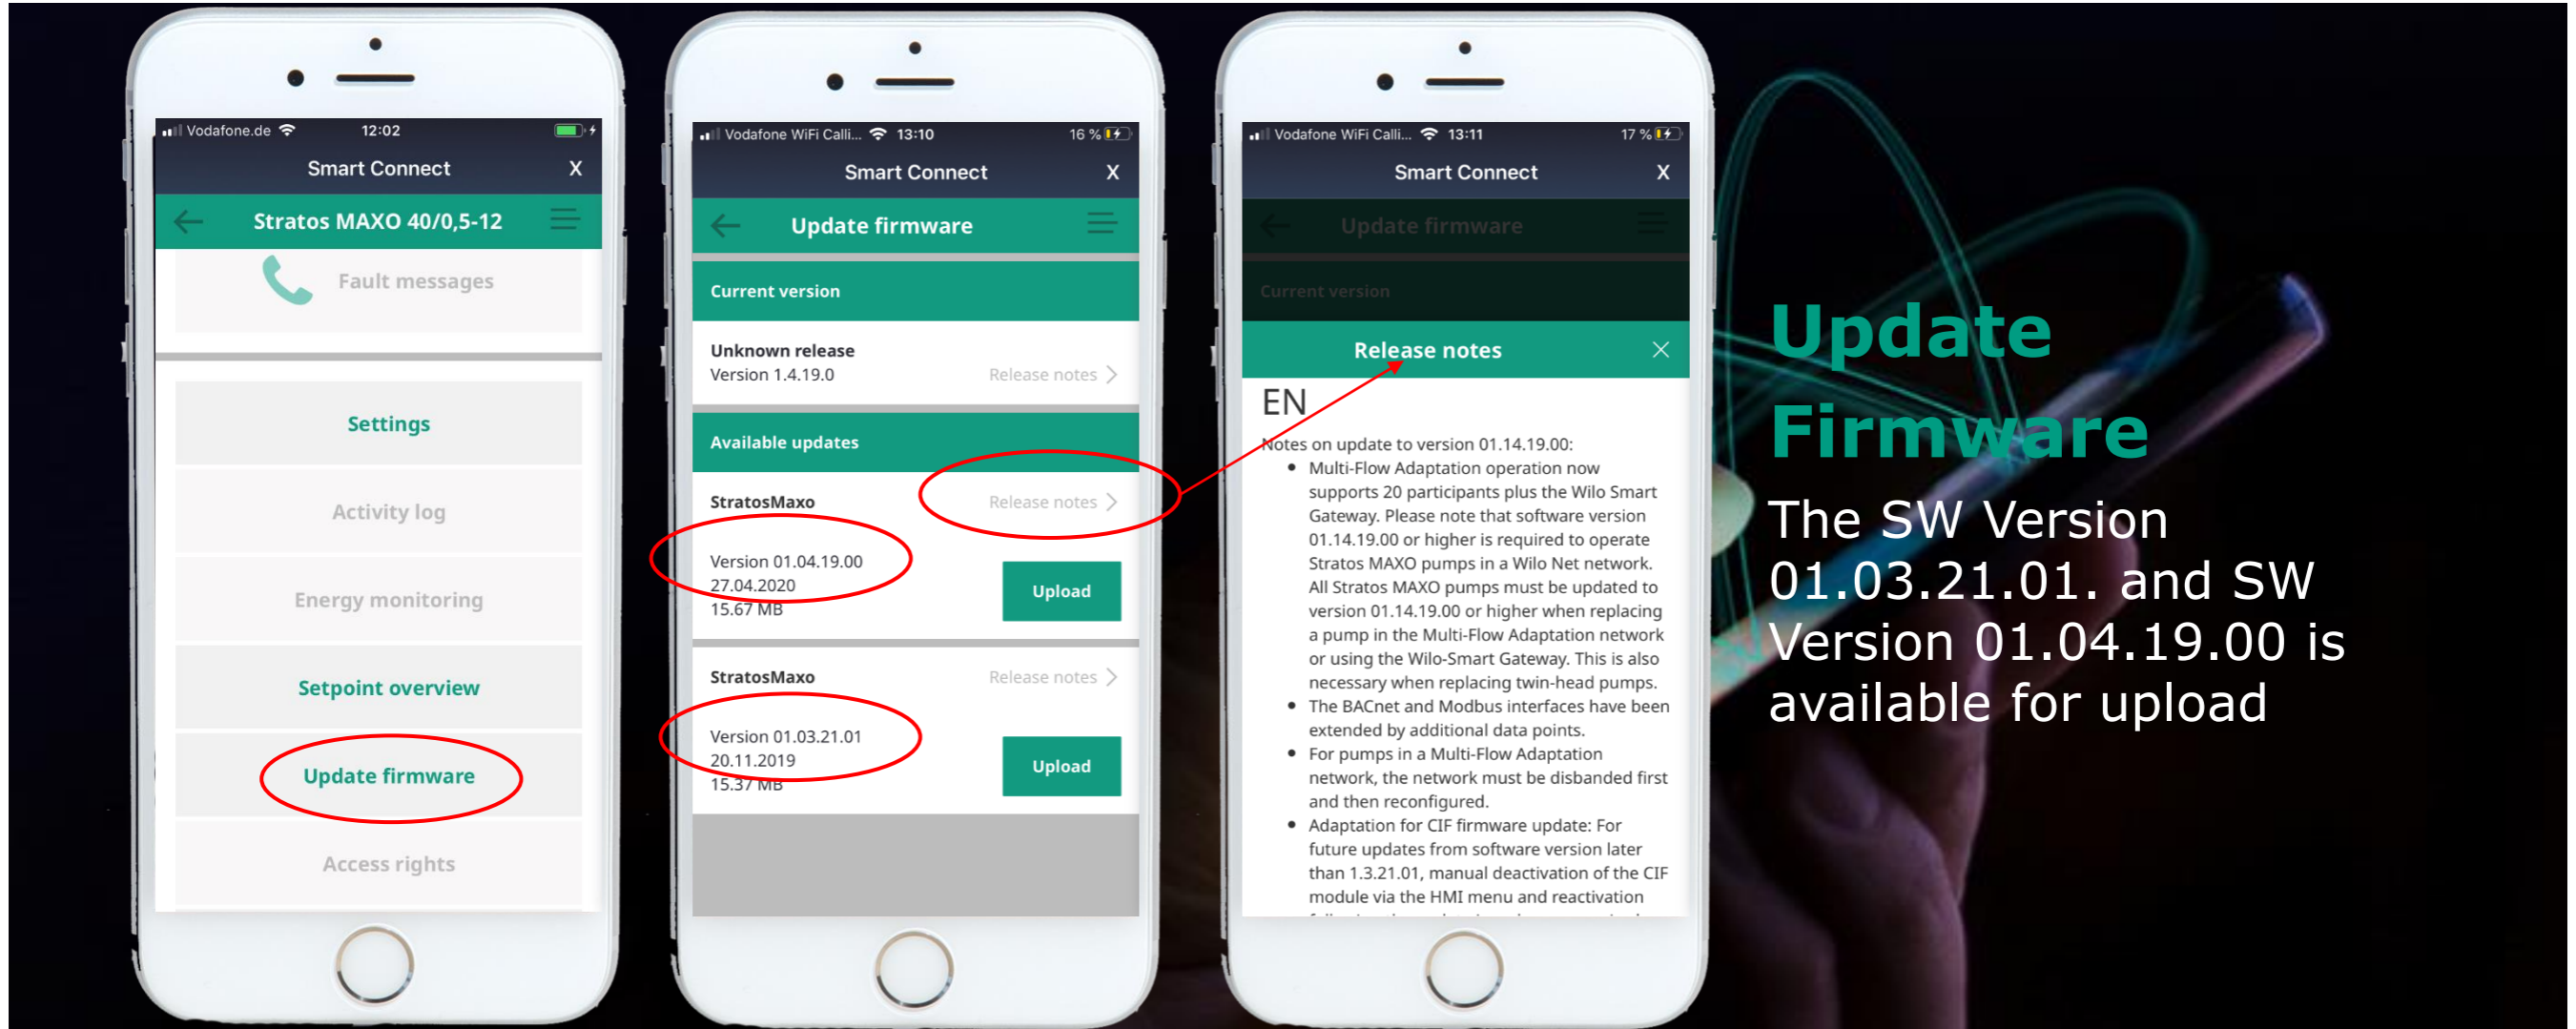 Vodafone.de 12:02
Smart Connect X
Stratos MAXO 40/0,5-12
Fault messages
Settings
Activity log
Energy monitoring
Setpoint overview
Update firmware
Access rights
Vodafone WiFi Calli... 13:10 16 %
Smart Connect X
Update firmware
Current version
Unknown release
Version 1.4.19.0 Release notes
Available updates
StratosMaxo Release notes
Version 01.04.19.00
27.04.2020
15.67 MB
Upload
StratosMaxo Release notes
Version 01.03.21.01
20.11.2019
15.37 MB
Upload
Vodafone WiFi Calli... 13:11 17 %
Smart Connect X
Update firmware
Current version
Release notes
EN
Notes on update to version 01.14.19.00:
• Multi-Flow Adaptation operation now
supports 20 participants plus the Wilo Smart
Gateway. Please note that software version
01.14.19.00 or higher is required to operate
Stratos MAXO pumps in a Wilo Net network.
All Stratos MAXO pumps must be updated to
version 01.14.19.00 or higher when replacing
a pump in the Multi-Flow Adaptation network
or using the Wilo-Smart Gateway. This is also
necessary when replacing twin-head pumps.
• The BACnet and Modbus interfaces have been
extended by additional data points.
• For pumps in a Multi-Flow Adaptation
network, the network must be disbanded first
and then reconfigured.
• Adaptation for CIF firmware update: For
future updates from software version later
than 1.3.21.01, manual deactivation of the CIF
module via the HMI menu and reactivation
Update
Firmware
The SW Version
01.03.21.01. and SW
Version 01.04.19.00 is
available for upload